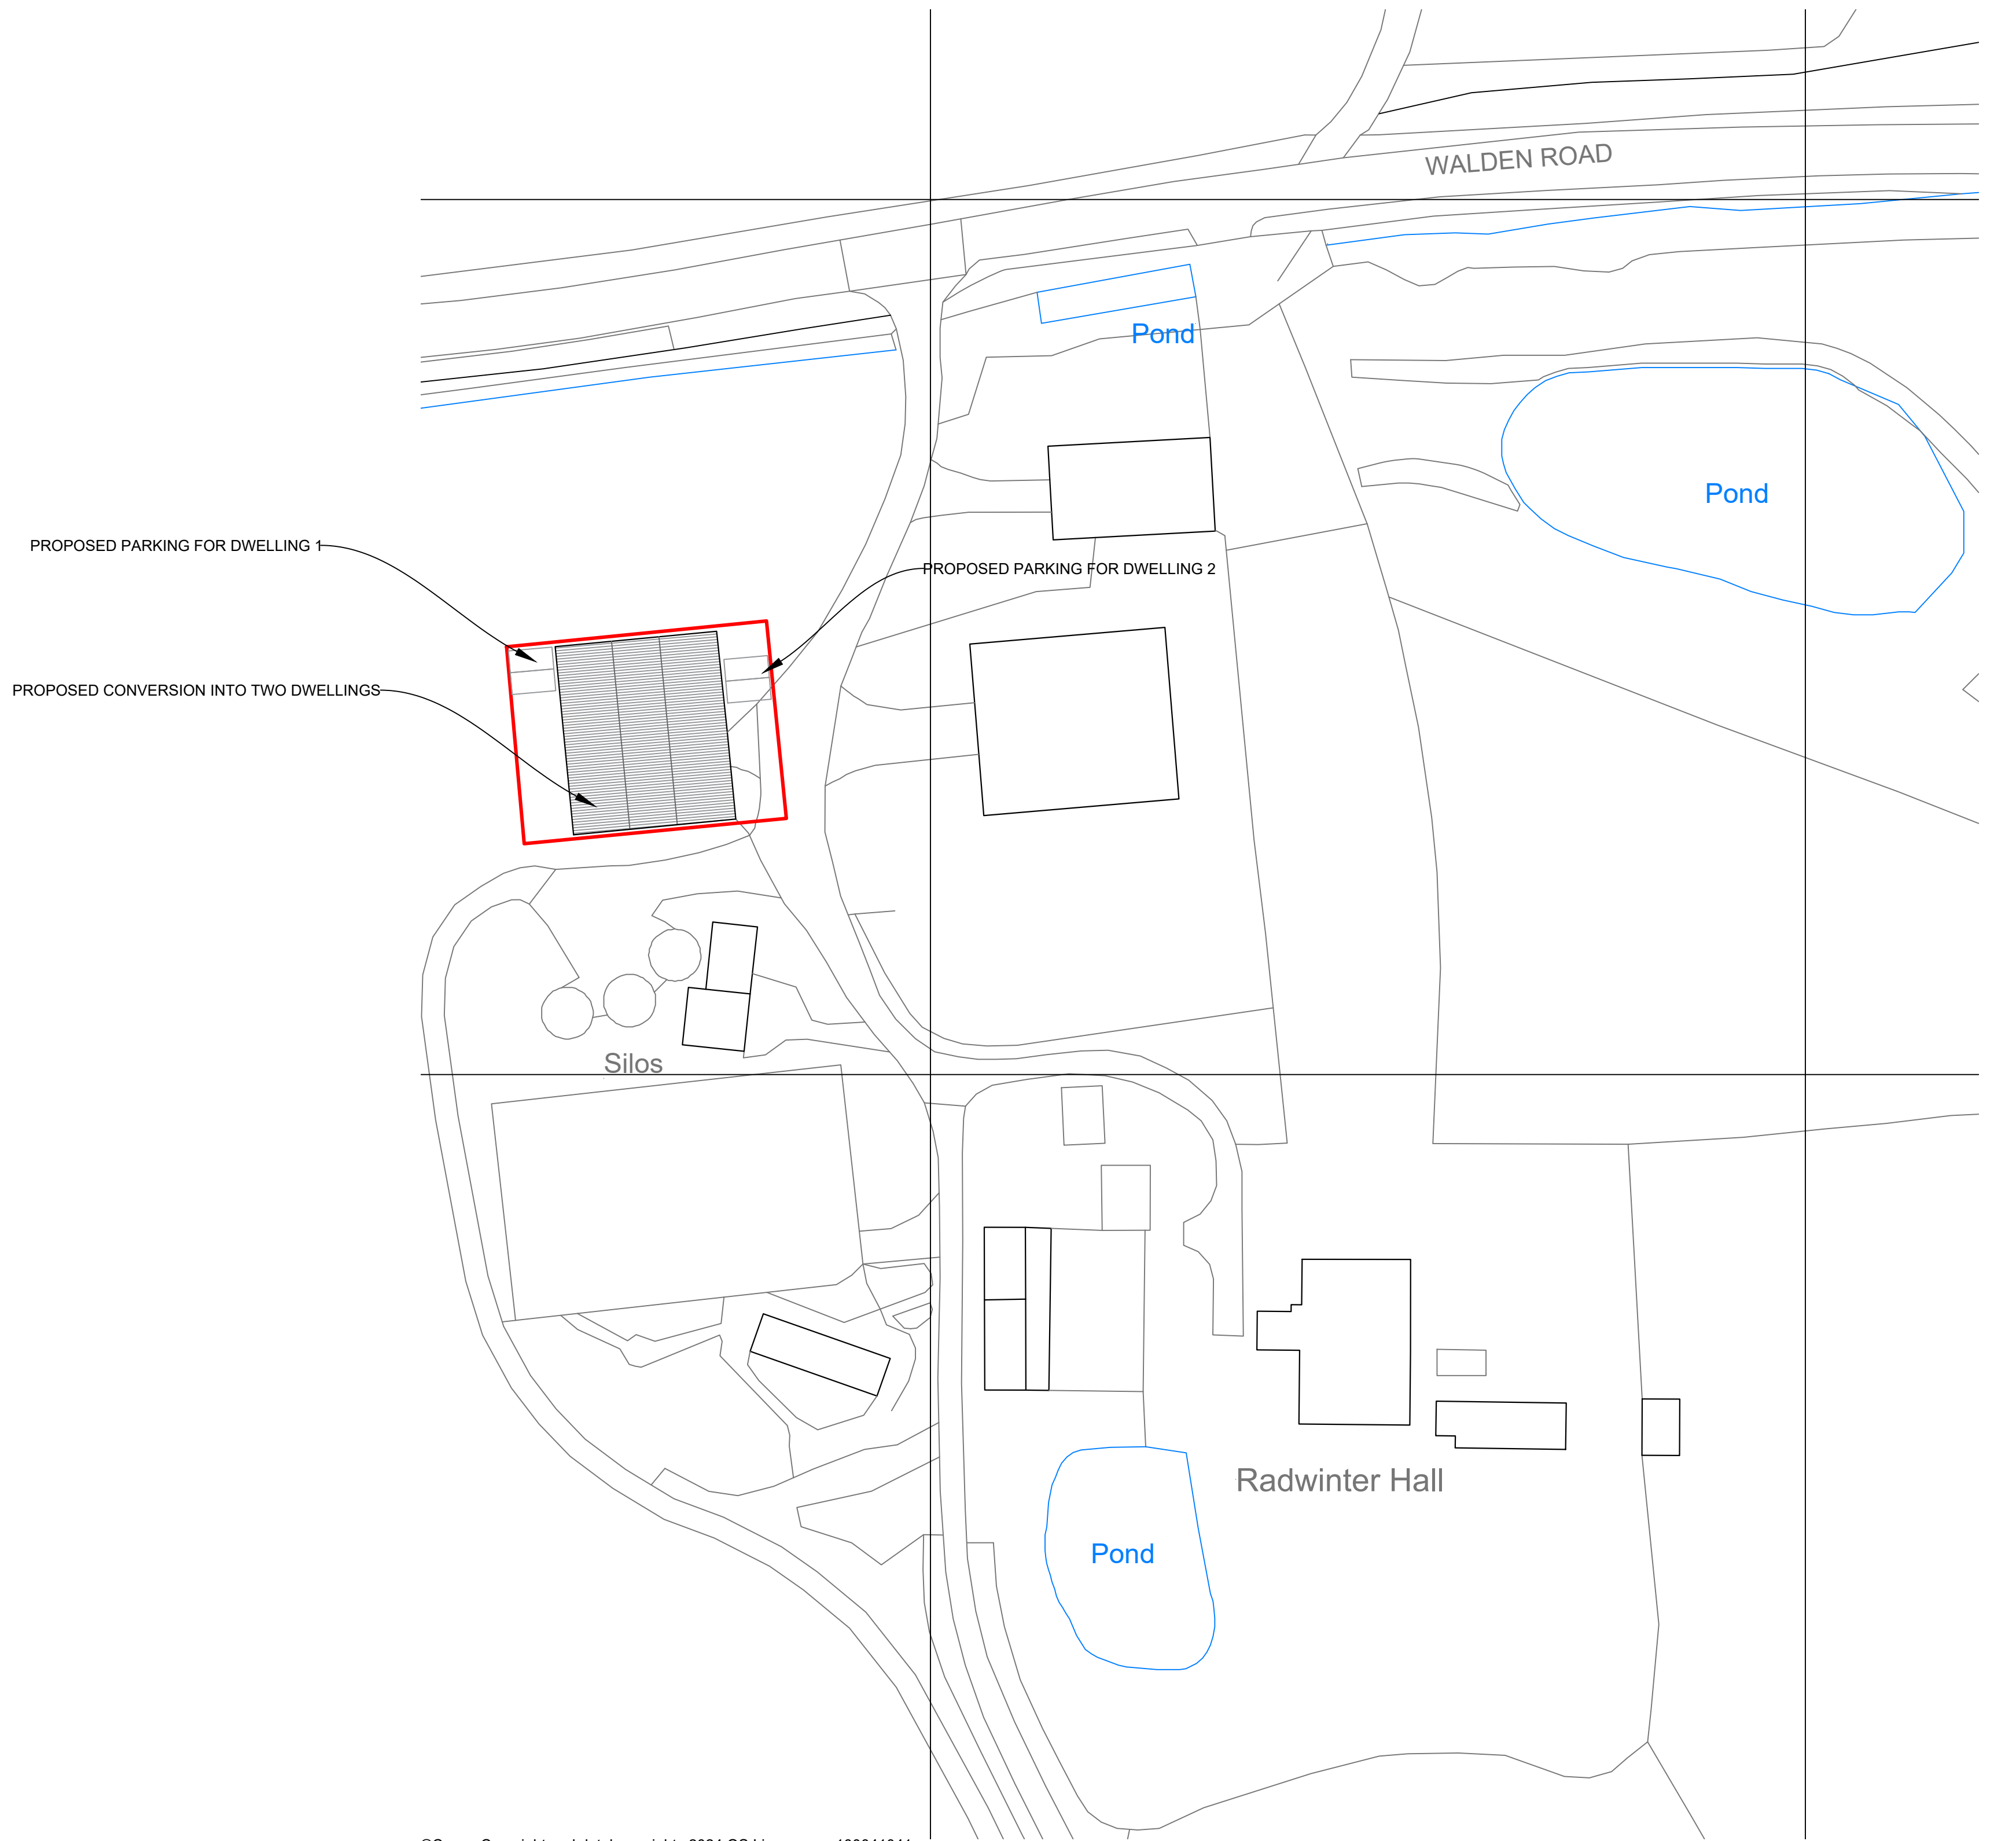 WALDEN ROAD
Pond
Pond
PROPOSED PARKING FOR DWELLING 1
PROPOSED PARKING FOR DWELLING 2
PROPOSED CONVERSION INTO TWO DWELLINGS
Silos
Radwinter Hall
Pond